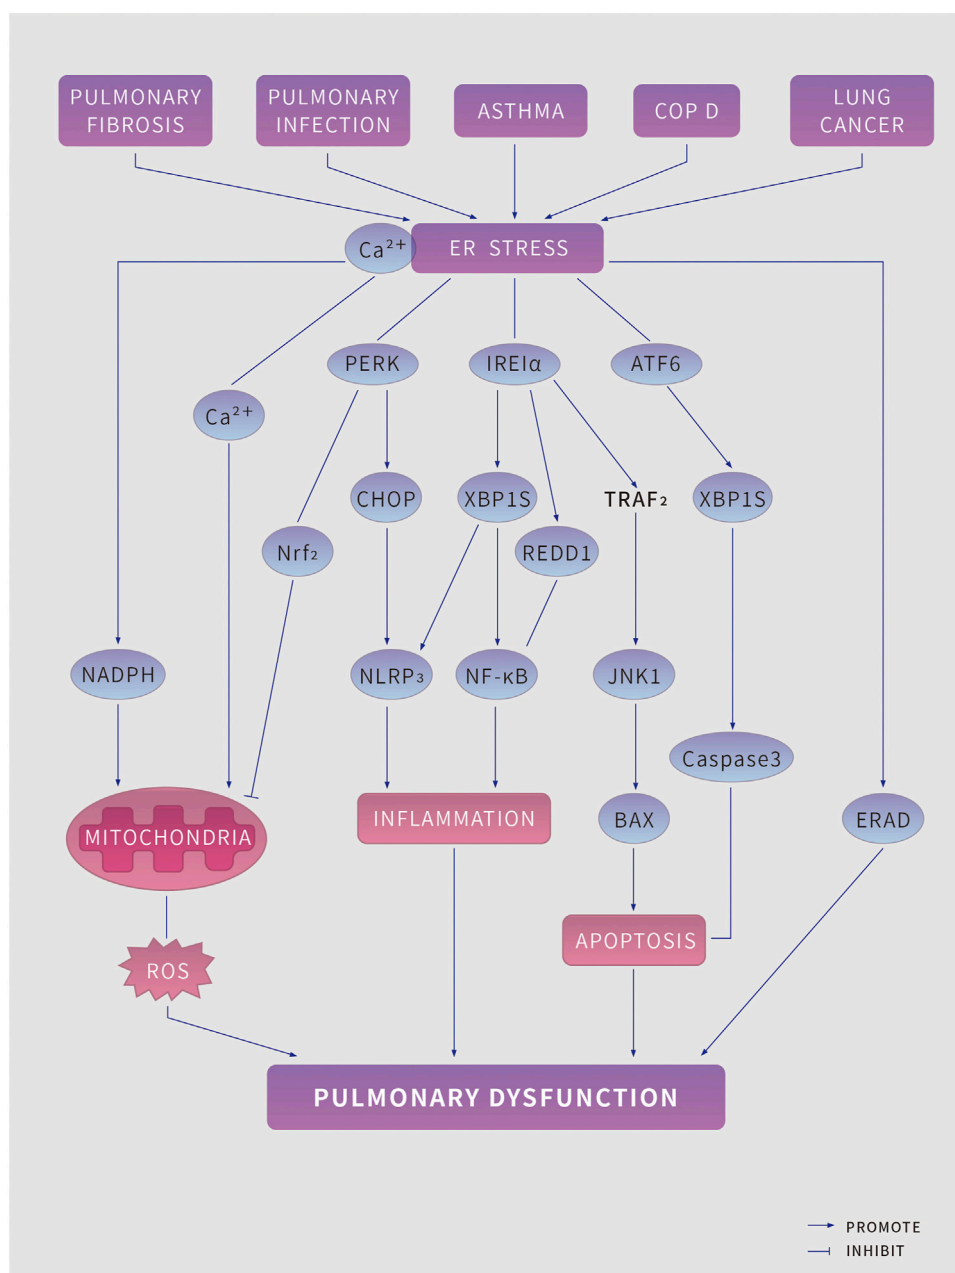 PULMONARY
FIBROSIS
PULMONARY
INFECTION
ASTHMA
COP D
LUNG
CANCER
Ca²⁺
ER STRESS
PERK
IREIα
ATF6
Ca²⁺
CHOP
XBP1S
TRAF₂
XBP1S
Nrf₂
REDD1
NADPH
NLRP₃
NF-κB
JNK1
Caspase3
MITOCHONDRIA
INFLAMMATION
BAX
ERAD
APOPTOSIS
ROS
PULMONARY DYSFUNCTION
PROMOTE
INHIBIT